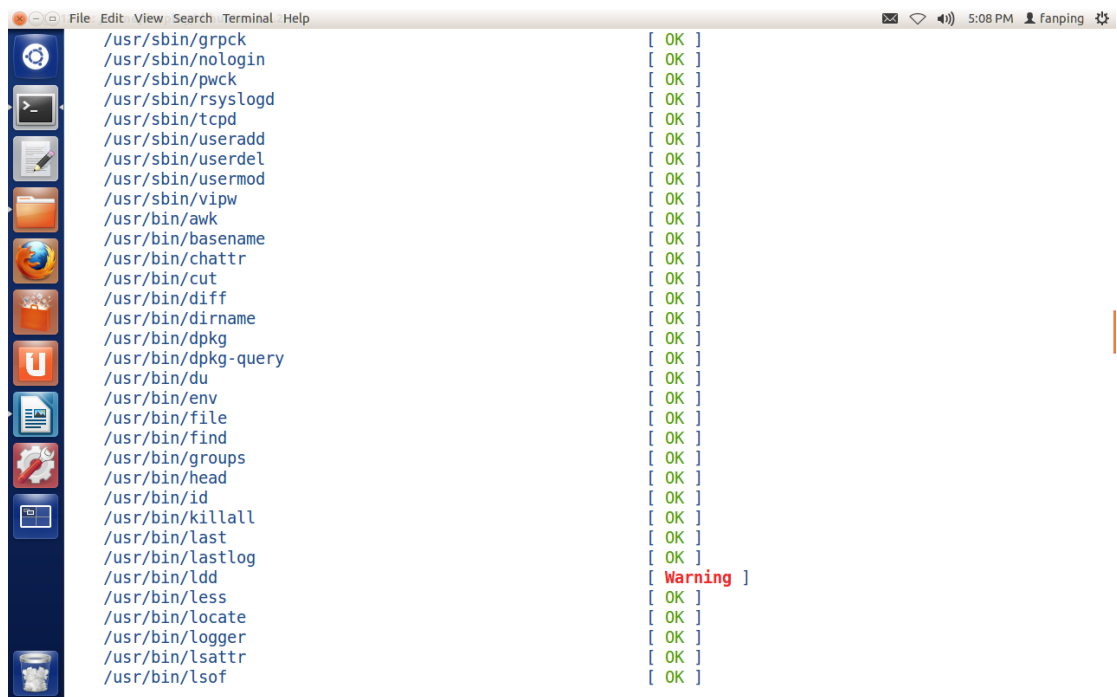 File Edit View Search Terminal Help 5:08 PM fanping
/usr/sbin/grpck [ OK ]
/usr/sbin/nologin [ OK ]
/usr/sbin/pwck [ OK ]
/usr/sbin/rsyslogd [ OK ]
/usr/sbin/tcpd [ OK ]
/usr/sbin/useradd [ OK ]
/usr/sbin/userdel [ OK ]
/usr/sbin/usermod [ OK ]
/usr/sbin/vipw [ OK ]
/usr/bin/awk [ OK ]
/usr/bin/basename [ OK ]
/usr/bin/chattr [ OK ]
/usr/bin/cut [ OK ]
/usr/bin/diff [ OK ]
/usr/bin/dirname [ OK ]
/usr/bin/dpkg [ OK ]
/usr/bin/dpkg-query [ OK ]
/usr/bin/du [ OK ]
/usr/bin/env [ OK ]
/usr/bin/file [ OK ]
/usr/bin/find [ OK ]
/usr/bin/groups [ OK ]
/usr/bin/head [ OK ]
/usr/bin/id [ OK ]
/usr/bin/killall [ OK ]
/usr/bin/last [ OK ]
/usr/bin/lastlog [ OK ]
/usr/bin/ldd [ Warning ]
/usr/bin/less [ OK ]
/usr/bin/locate [ OK ]
/usr/bin/logger [ OK ]
/usr/bin/lsattr [ OK ]
/usr/bin/lsof [ OK ]